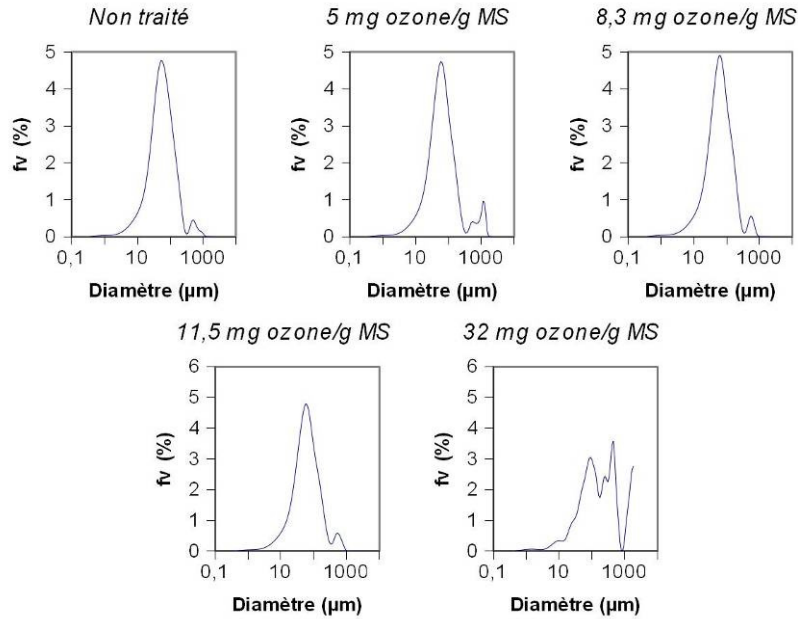 Non traité
5 mg ozone/g MS
8,3 mg ozone/g MS
5
4
3
2
1
0
fv (%)
0,1 10 1000
Diamètre (µm)
5
4
3
2
1
0
fv (%)
0,1 10 1000
Diamètre (µm)
5
4
3
2
1
0
fv (%)
0,1 10 1000
Diamètre (µm)
11,5 mg ozone/g MS
32 mg ozone/g MS
6
5
4
3
2
1
0
fv (%)
0,1 10 1000
Diamètre (µm)
6
5
4
3
2
1
0
fv (%)
0,1 10 1000
Diamètre (µm)